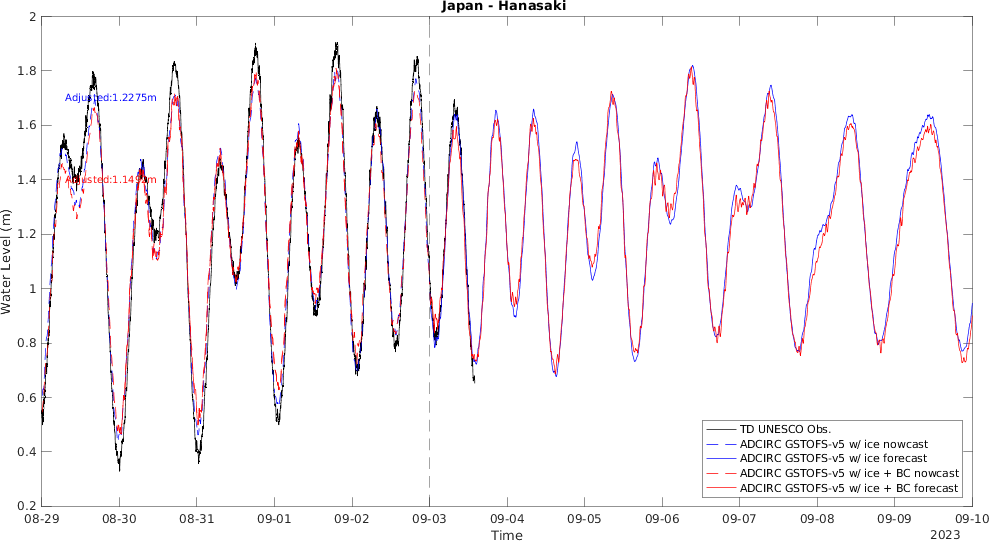 Japan - Hanasaki
2
1.8
1.6
1.4
1.2
1
0.8
0.6
0.4
0.2
Water Level (m)
Adjusted:1.2275m
08-29
08-30
08-31
09-01
09-02
09-03
09-04
09-05
09-06
09-07
09-08
09-09
09-10
Time
2023
TD UNESCO Obs.
ADCIRC GSTOFS-v5 w/ ice nowcast
ADCIRC GSTOFS-v5 w/ ice forecast
ADCIRC GSTOFS-v5 w/ ice + BC nowcast
ADCIRC GSTOFS-v5 w/ ice + BC forecast